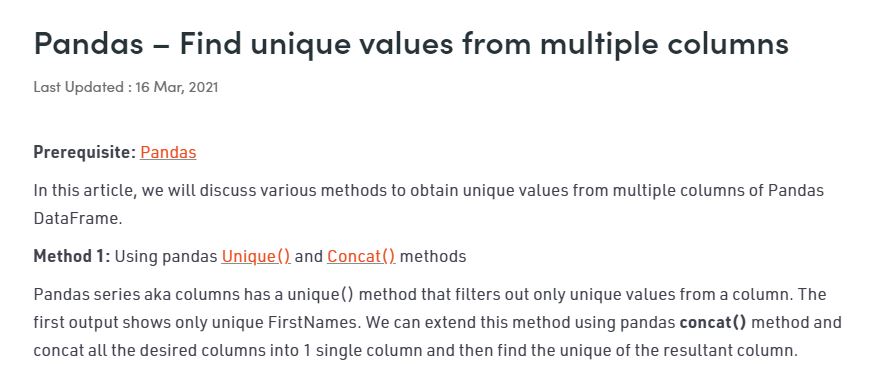 Pandas – Find unique values from multiple columns
Last Updated : 16 Mar, 2021
Prerequisite: Pandas
In this article, we will discuss various methods to obtain unique values from multiple columns of Pandas
DataFrame.
Method 1: Using pandas Unique() and Concat() methods
Pandas series aka columns has a unique() method that filters out only unique values from a column. The
first output shows only unique FirstNames. We can extend this method using pandas concat() method and
concat all the desired columns into 1 single column and then find the unique of the resultant column.